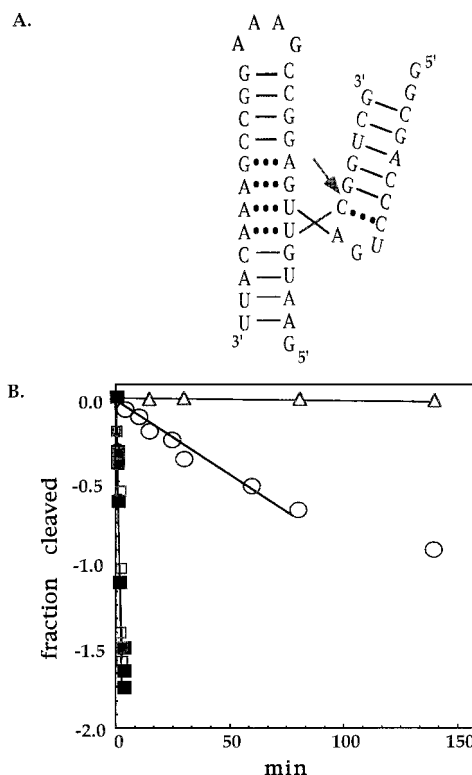 A.
A A
A G
G C
G C
C G
C G
G A
A G
A U
A U
C G
A U
U A
U A
3' G 5'
3' G C U G G C A G U C C C A G C G G 5'
B.
0.0
-0.5
-1.0
-1.5
-2.0
fraction cleaved
0 50 100 150
min